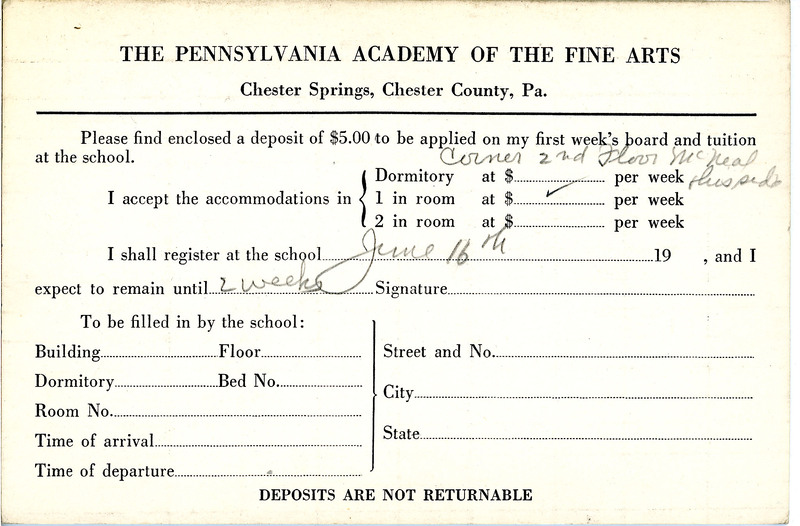 THE PENNSYLVANIA ACADEMY OF THE FINE ARTS
Chester Springs, Chester County, Pa.
Please find enclosed a deposit of $5.00 to be applied on my first week's board and tuition
at the school.
Corner 2nd Floor McNeal
Dormitory at $ per week
I accept the accommodations in 1 in room at $ ✓ per week
2 in room at $ per week
I shall register at the school June 16th 19 , and I
expect to remain until 2 weeks Signature
To be filled in by the school:
Building Floor
Street and No.
Dormitory Bed No.
City
Room No.
State
Time of arrival
Time of departure
DEPOSITS ARE NOT RETURNABLE